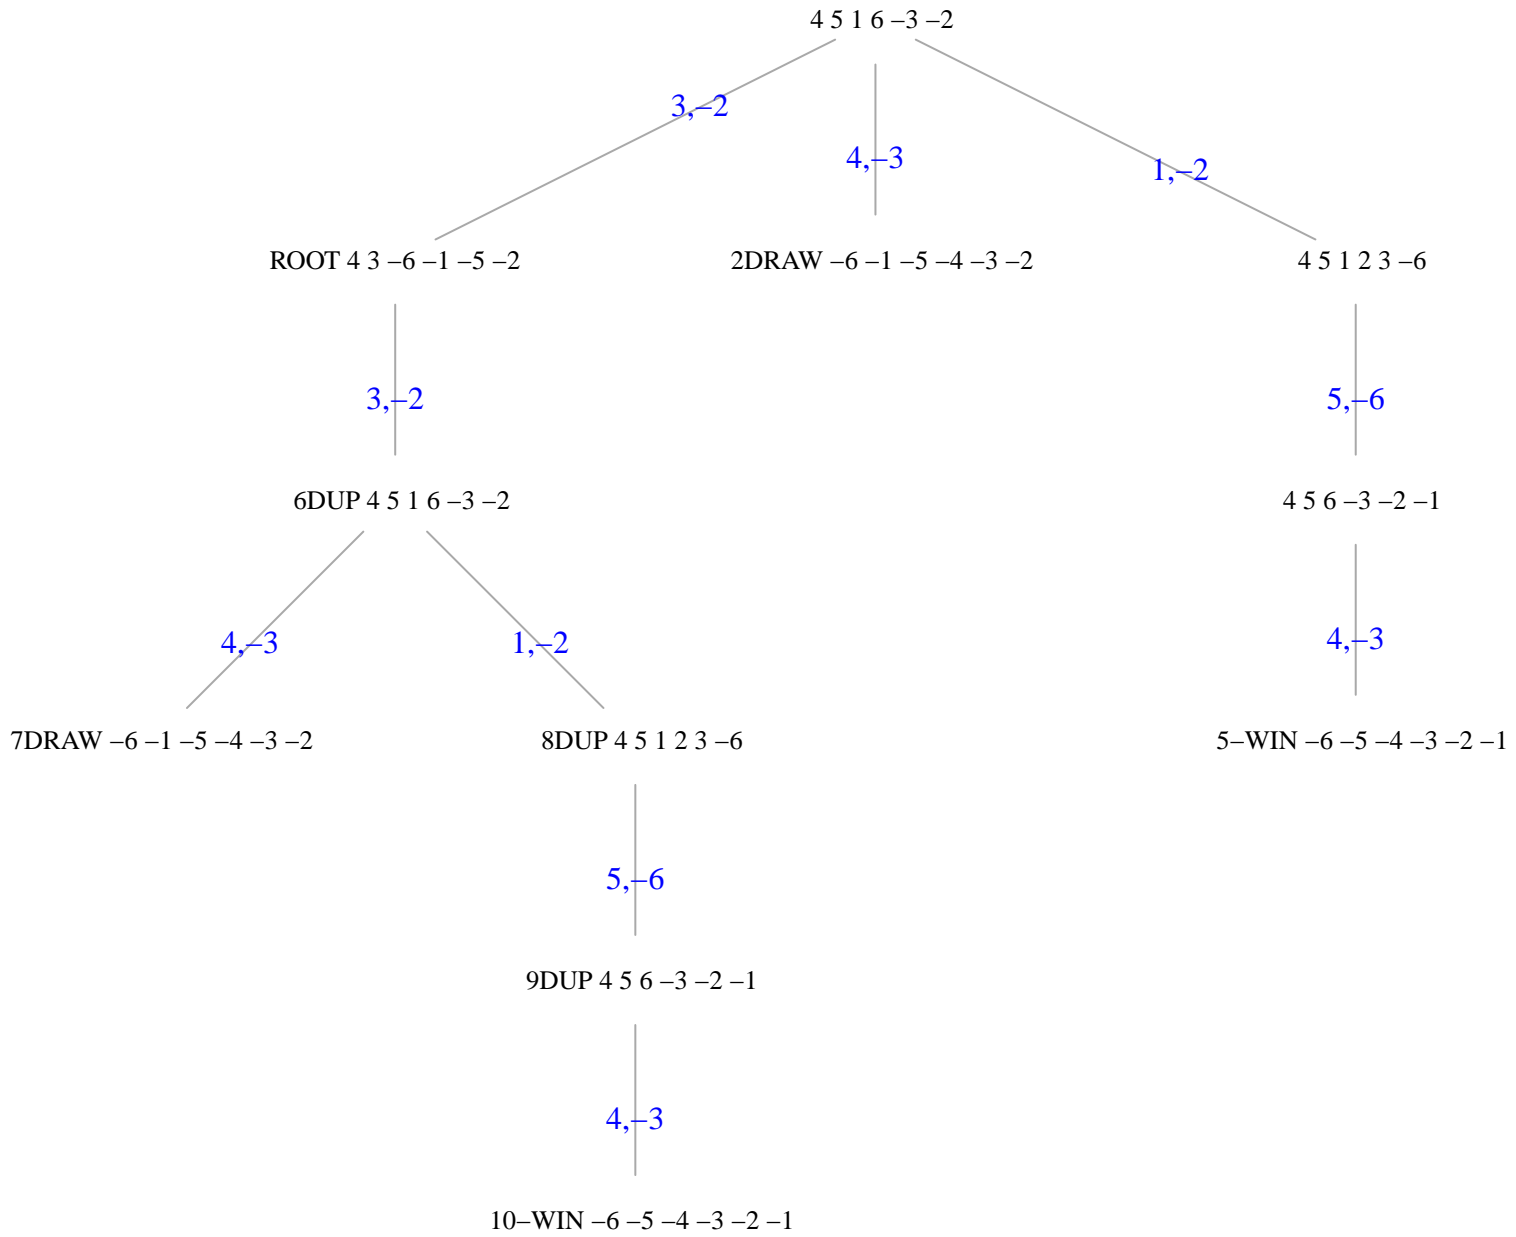 4 5 1 6 –3 –2
3,–2
4,–3
1,–2
ROOT 4 3 –6 –1 –5 –2
2DRAW –6 –1 –5 –4 –3 –2
4 5 1 2 3 –6
3,–2
5,–6
6DUP 4 5 1 6 –3 –2
4 5 6 –3 –2 –1
4,–3
1,–2
4,–3
7DRAW –6 –1 –5 –4 –3 –2
8DUP 4 5 1 2 3 –6
5–WIN –6 –5 –4 –3 –2 –1
5,–6
9DUP 4 5 6 –3 –2 –1
4,–3
10–WIN –6 –5 –4 –3 –2 –1